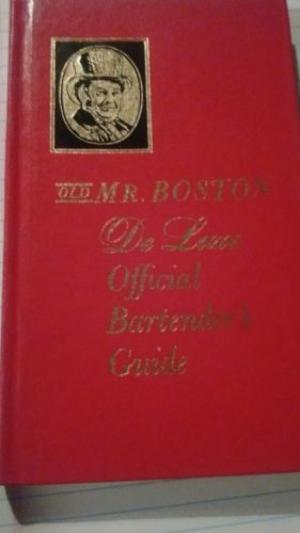 OLD MR. BOSTON
De Luxe
Official
Bartender's
Guide